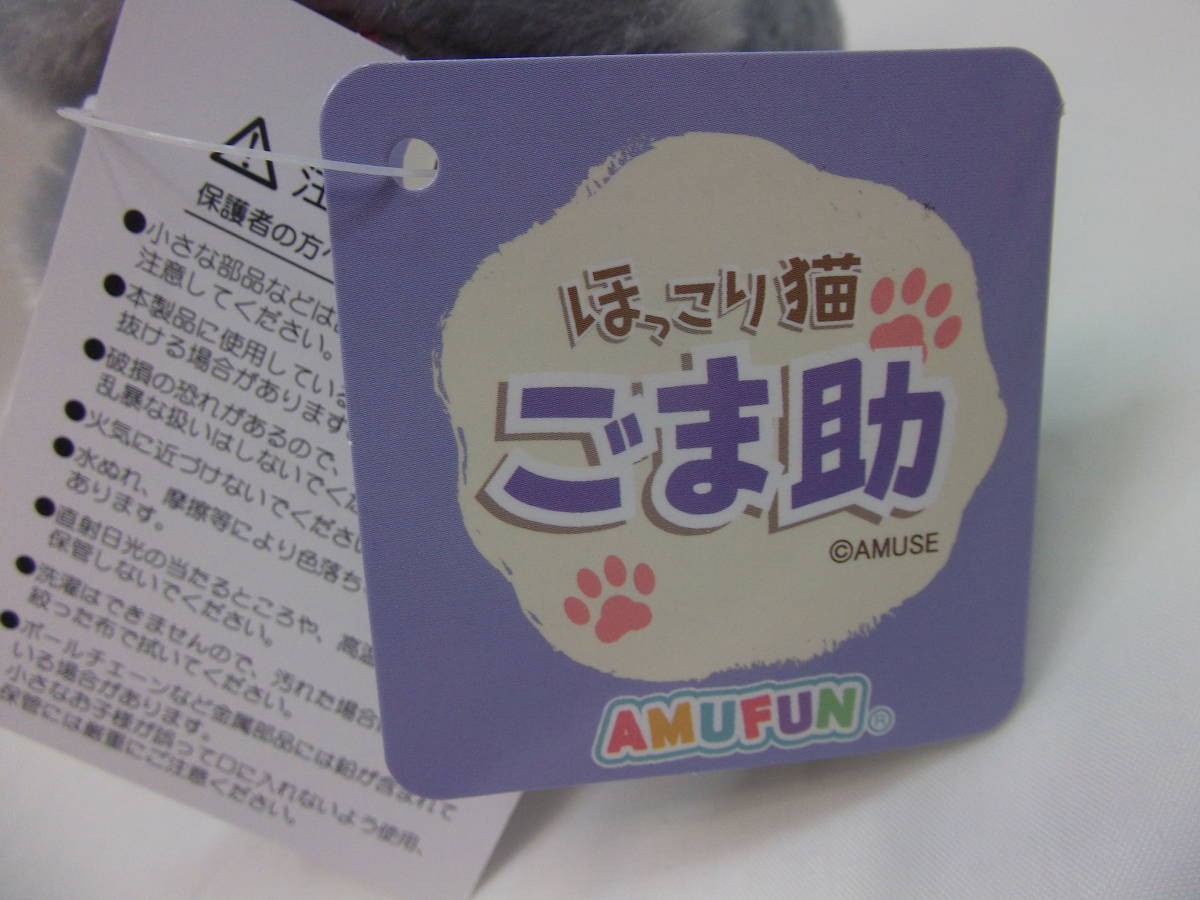 注
保護者の方へ
●小さな部品などは
注意してください。
●本製品に使用している
抜ける場合があります
●破損の恐れがあるので、
乱暴な扱いはしないでくだ
●火気に近づけないでください
●水ぬれ、摩擦等により色落ち
あります。
●直射日光の当たるところや、高温
保管しないでください。
●洗濯はできませんので、汚れた場合
絞った布で拭いてください。
●ボールチェーンなど金属部品には鉛が含まれて
いる場合があります。
小さなお子様が誤って口に入れないよう使用、
保管には厳重にご注意ください。
ほっこり猫
ごま助
©AMUSE
AMUFUN®